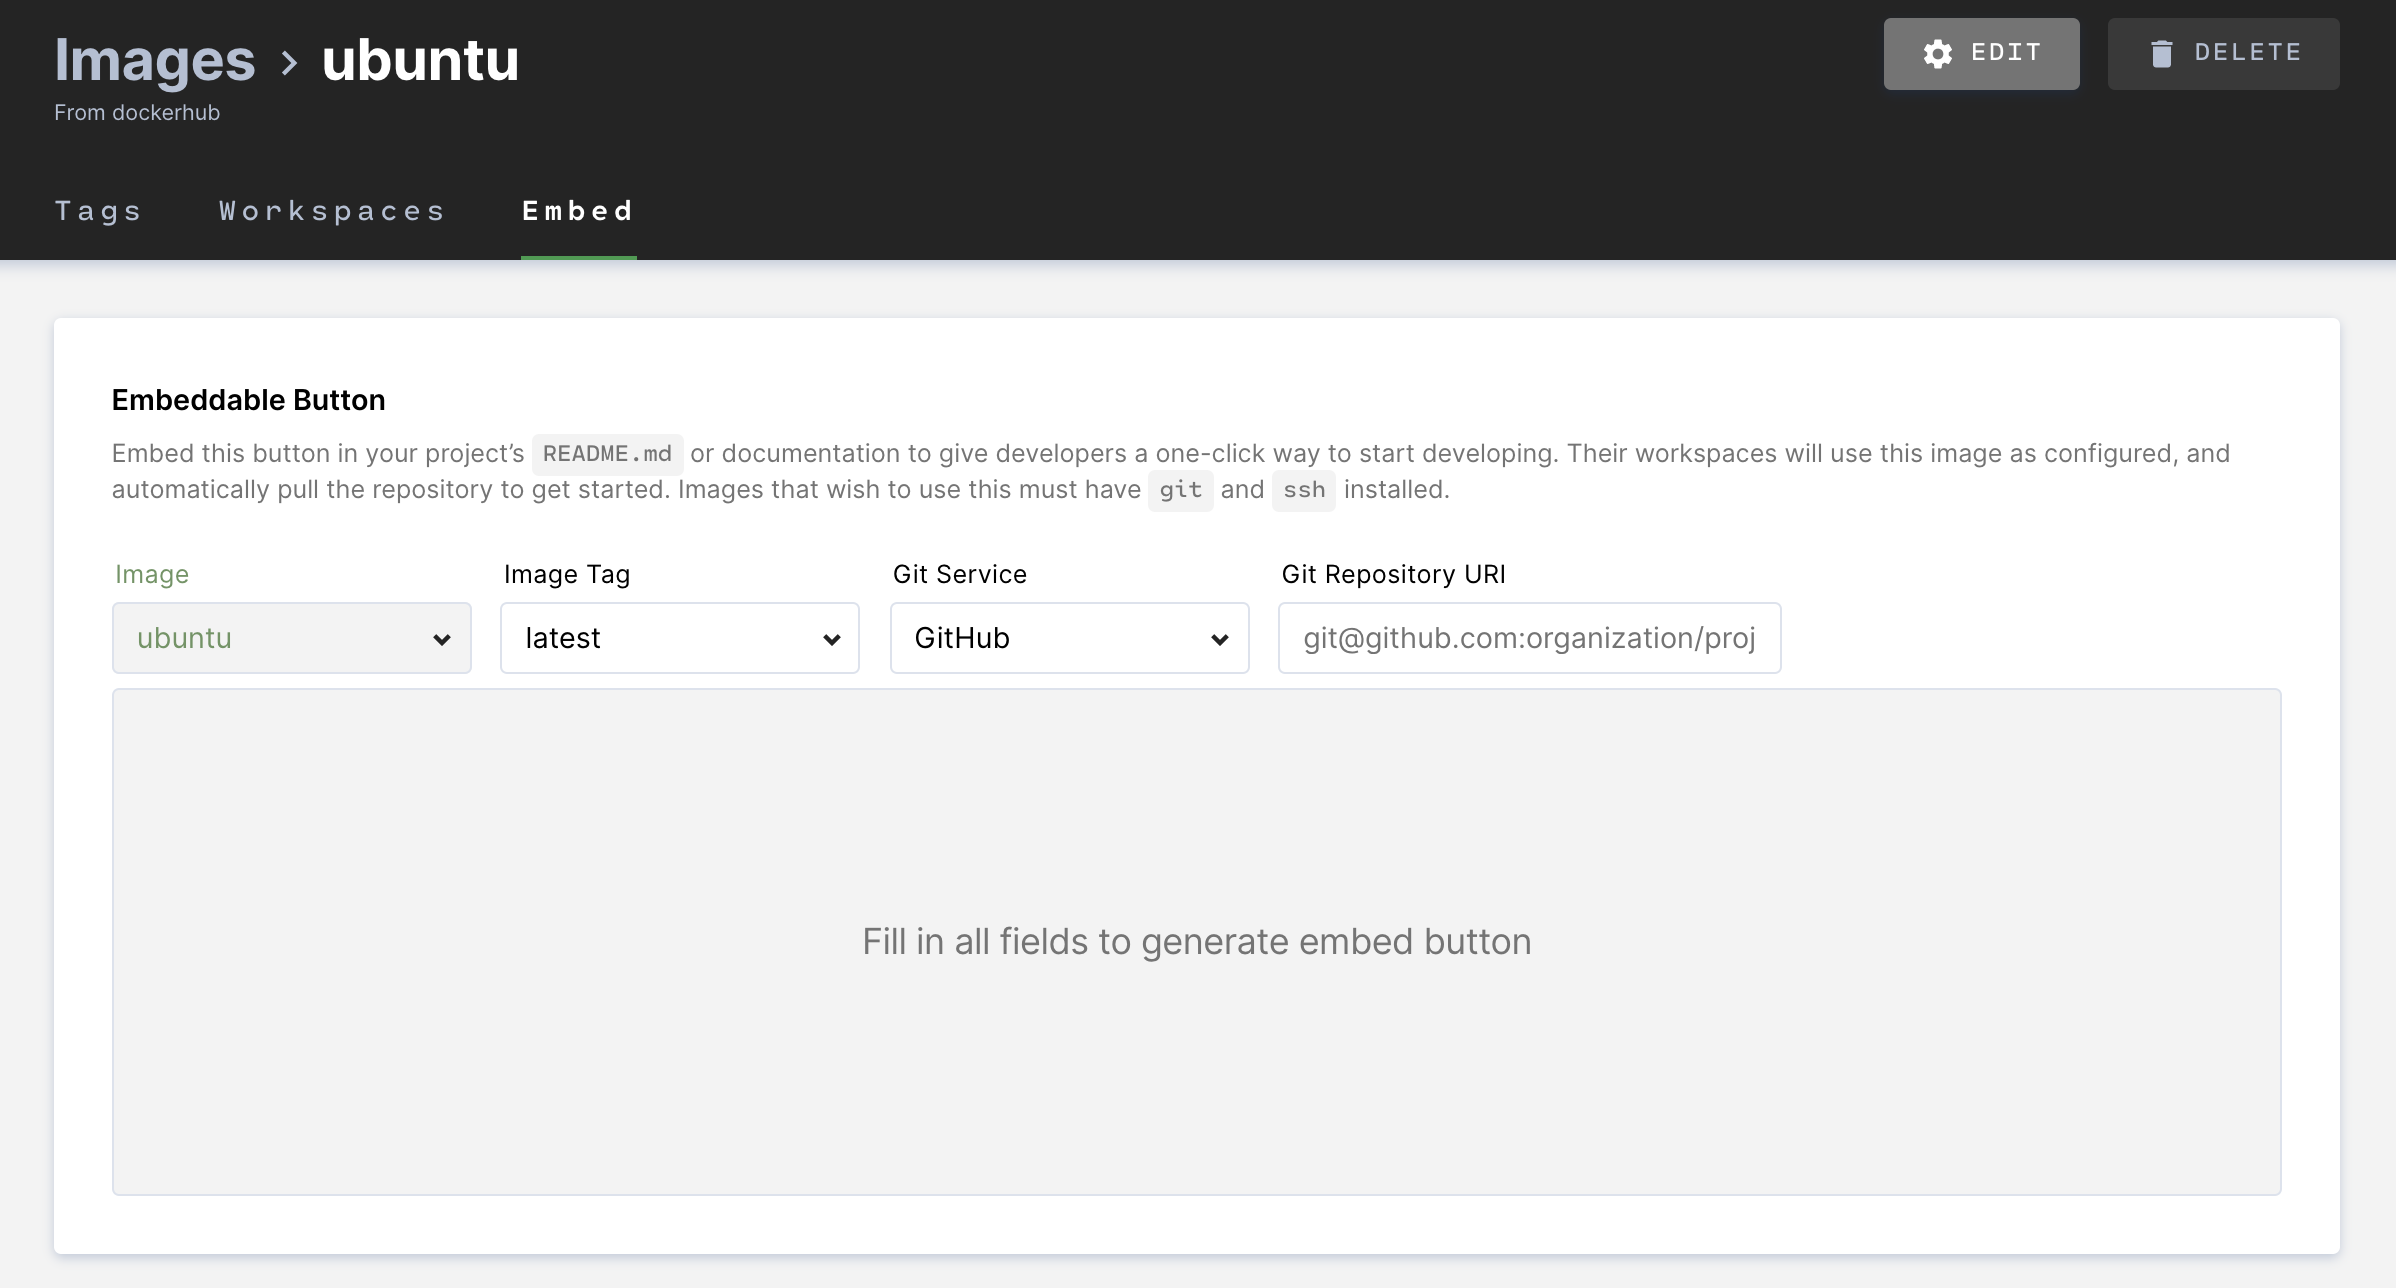 Images › ubuntu
From dockerhub
EDIT
DELETE
Tags Workspaces Embed
Embeddable Button
Embed this button in your project’s README.md or documentation to give developers a one-click way to start developing. Their workspaces will use this image as configured, and
automatically pull the repository to get started. Images that wish to use this must have git and ssh installed.
Image Image Tag Git Service Git Repository URI
ubuntu latest GitHub git@github.com:organization/proj
Fill in all fields to generate embed button